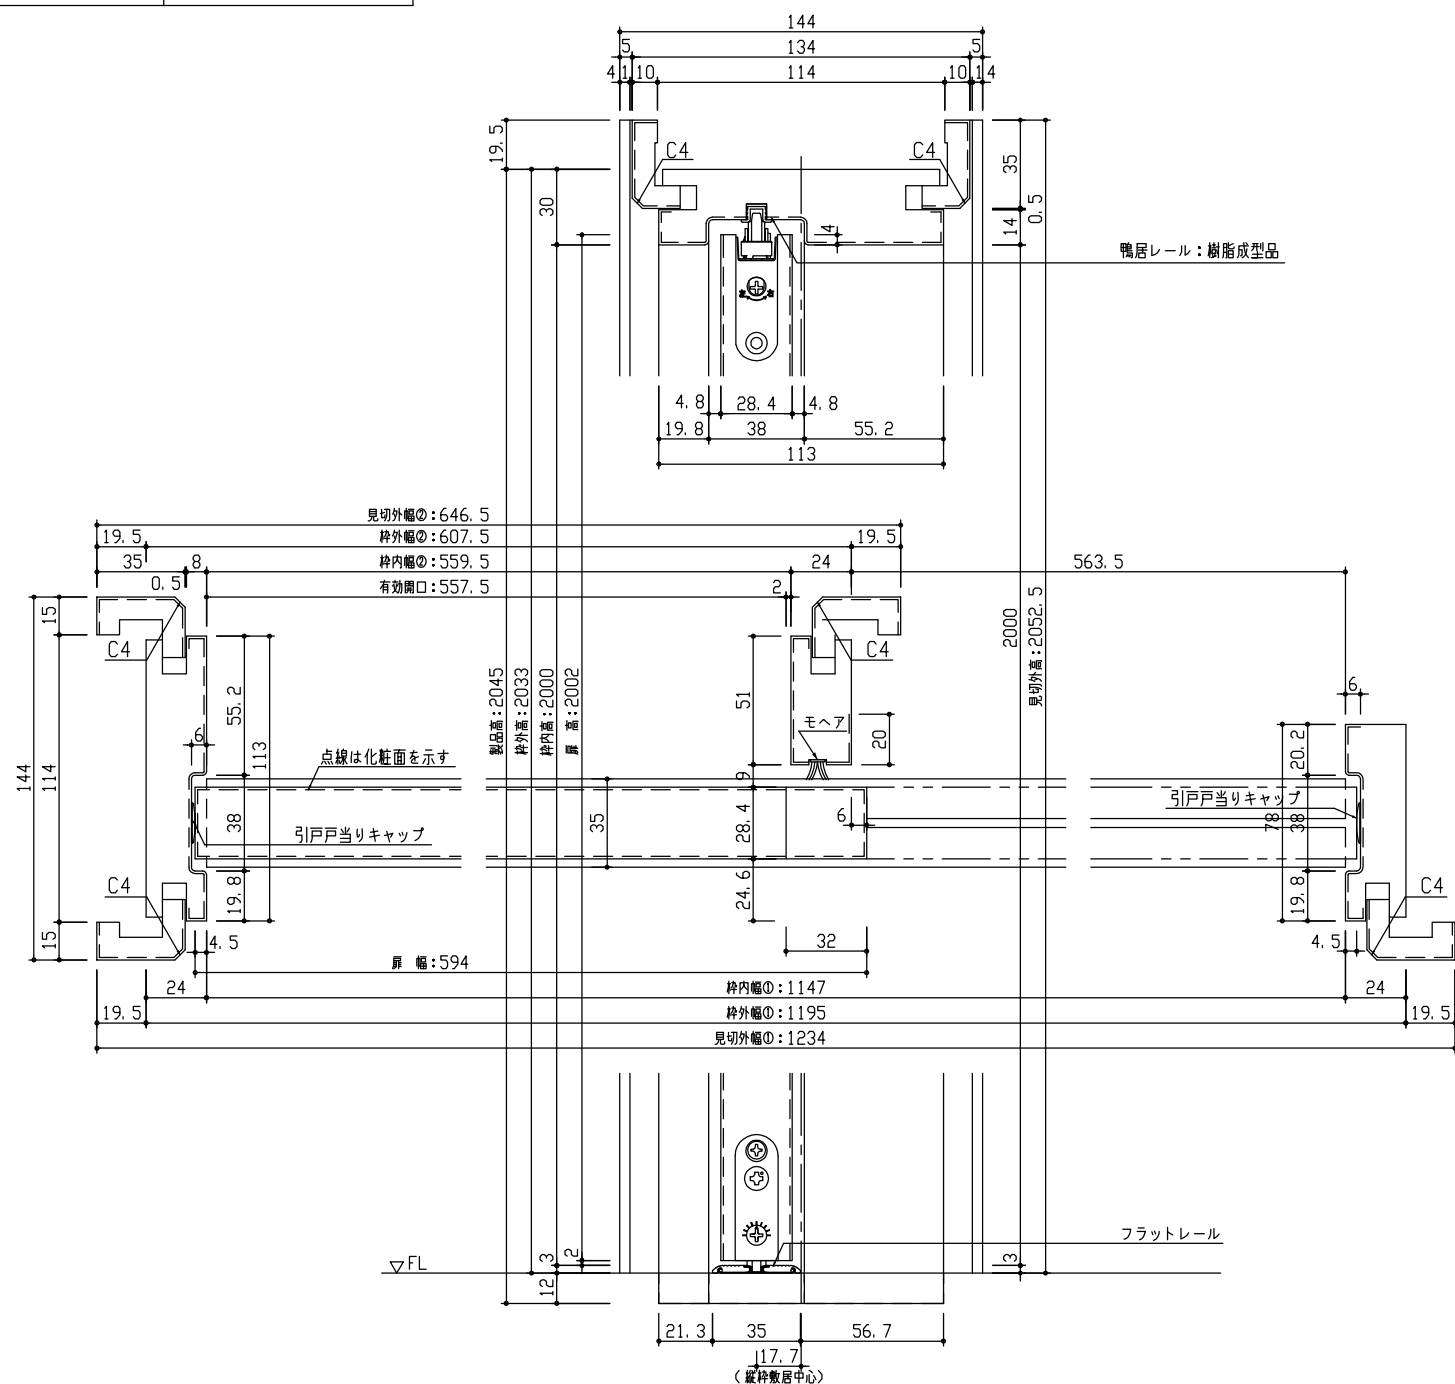 144
5 134 5
4 1 10 114 10 1 4
19.5
C4 C4
35
0.5
30
14
4
鴨居レール：樹脂成型品
左 右
4.8 28.4 4.8
19.8 38 55.2
113
見切外幅②：646.5
19.5 枠外幅②：607.5 19.5
35 8 枠内幅②：559.5 24 563.5
0.5 有効開口：557.5 2
15
C4 C4
144
114
55.2
113
6
点線は化粧面を示す
引戸戸当りキャップ
38
19.8
C4
15
4.5
製品高：2045
枠外高：2033
枠内高：2000
扉 高：2002
51
モヘア
20
9
35
28.4
6
24.6
32
2000
見切外高：2052.5
6
20.2
引戸戸当りキャップ
78
38
19.8
C4
4.5
扉 幅：594
24 枠内幅①：1147 24
19.5 枠外幅①：1195 19.5
見切外幅①：1234
フラットレール
▽FL
3
2
12
3
21.3 35 56.7
17.7
(縦枠敷居中心)